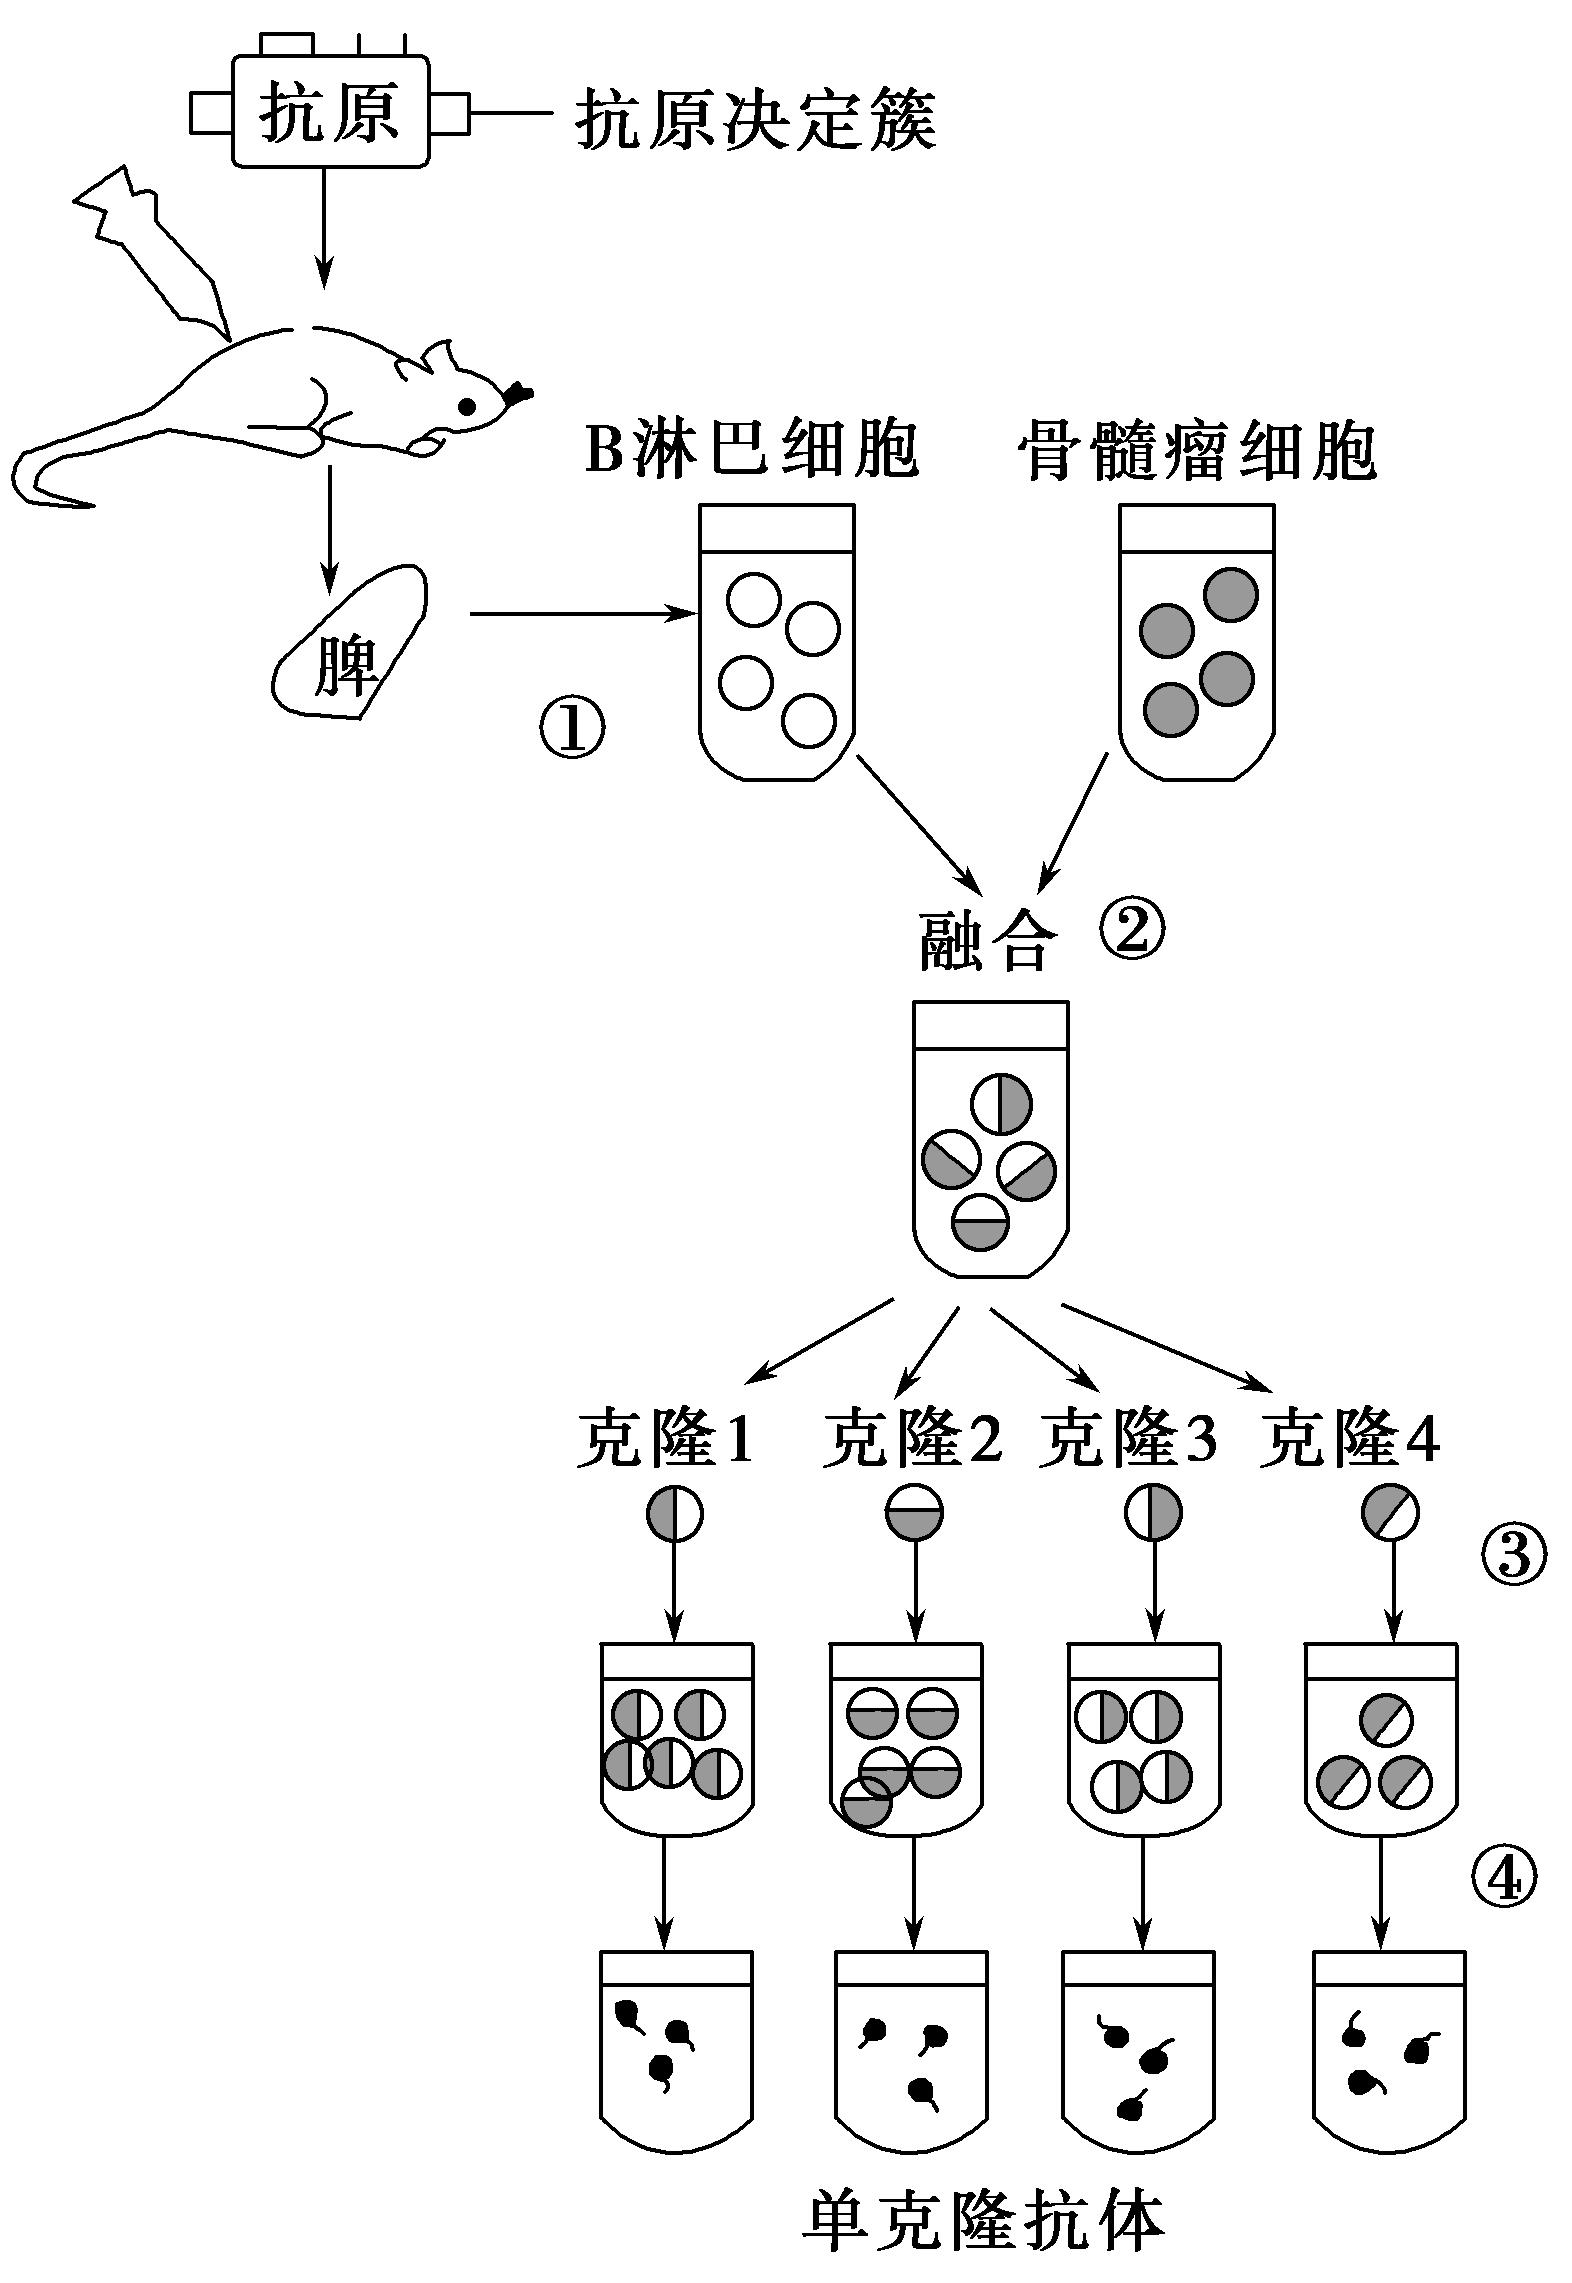 抗原
抗原决定簇
B淋巴细胞
骨髓瘤细胞
脾
①
融合
②
克隆1
克隆2
克隆3
克隆4
③
④
单克隆抗体